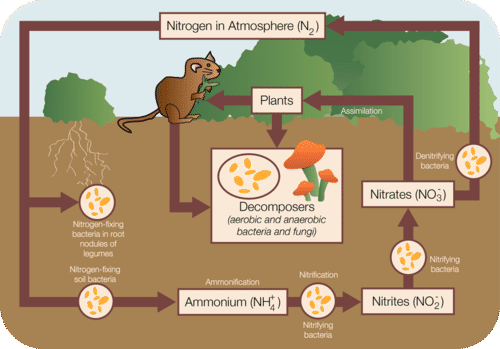 Nitrogen in Atmosphere (N₂)
Plants
Assimilation
Decomposers
(aerobic and anaerobic
bacteria and fungi)
Denitrifying
bacteria
Nitrates (NO₃⁻)
Nitrogen-fixing
bacteria in root
nodules of
legumes
Nitrifying
bacteria
Nitrogen-fixing
soil bacteria
Ammonification
Ammonium (NH₄⁺)
Nitrification
Nitrifying
bacteria
Nitrites (NO₂⁻)